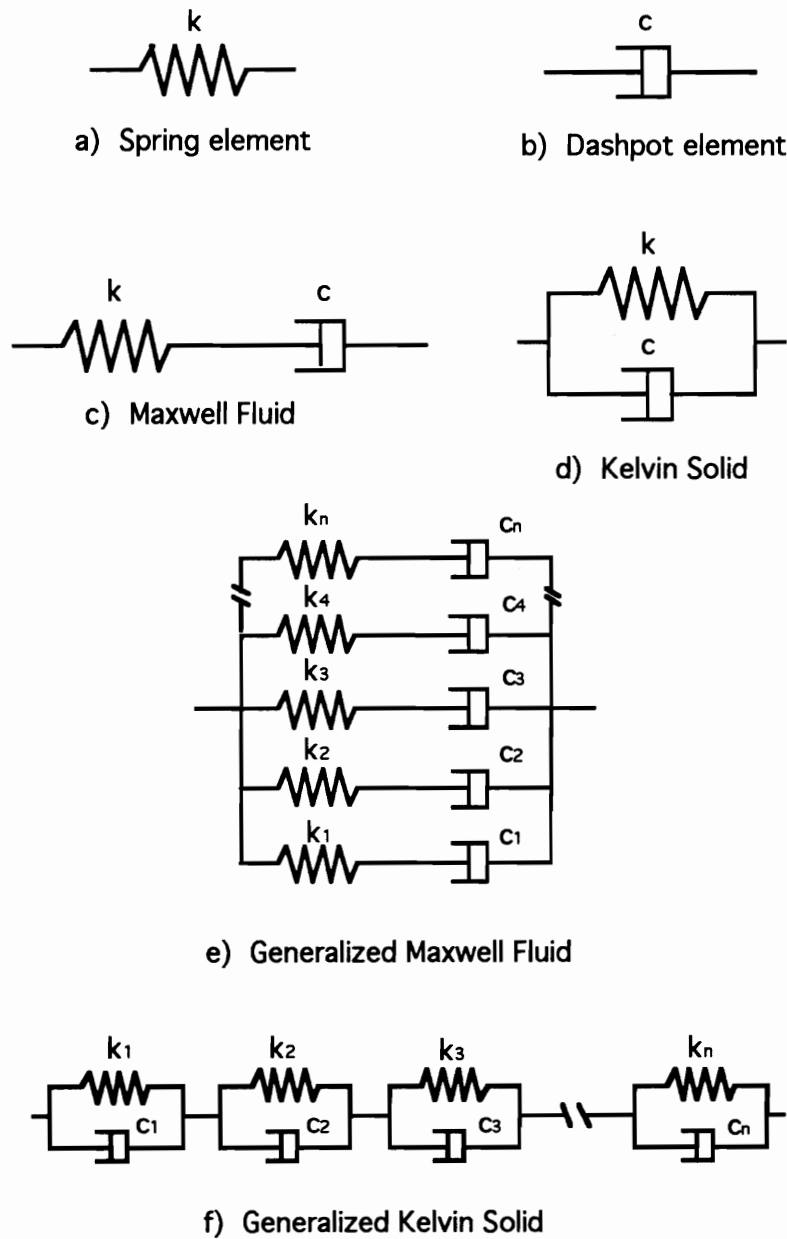 k
c
a) Spring element
b) Dashpot element
k
c
k
c
c) Maxwell Fluid
d) Kelvin Solid
kn
cn
k4
c4
k3
c3
k2
c2
k1
c1
e) Generalized Maxwell Fluid
k1
k2
k3
kn
c1
c2
c3
cn
f) Generalized Kelvin Solid